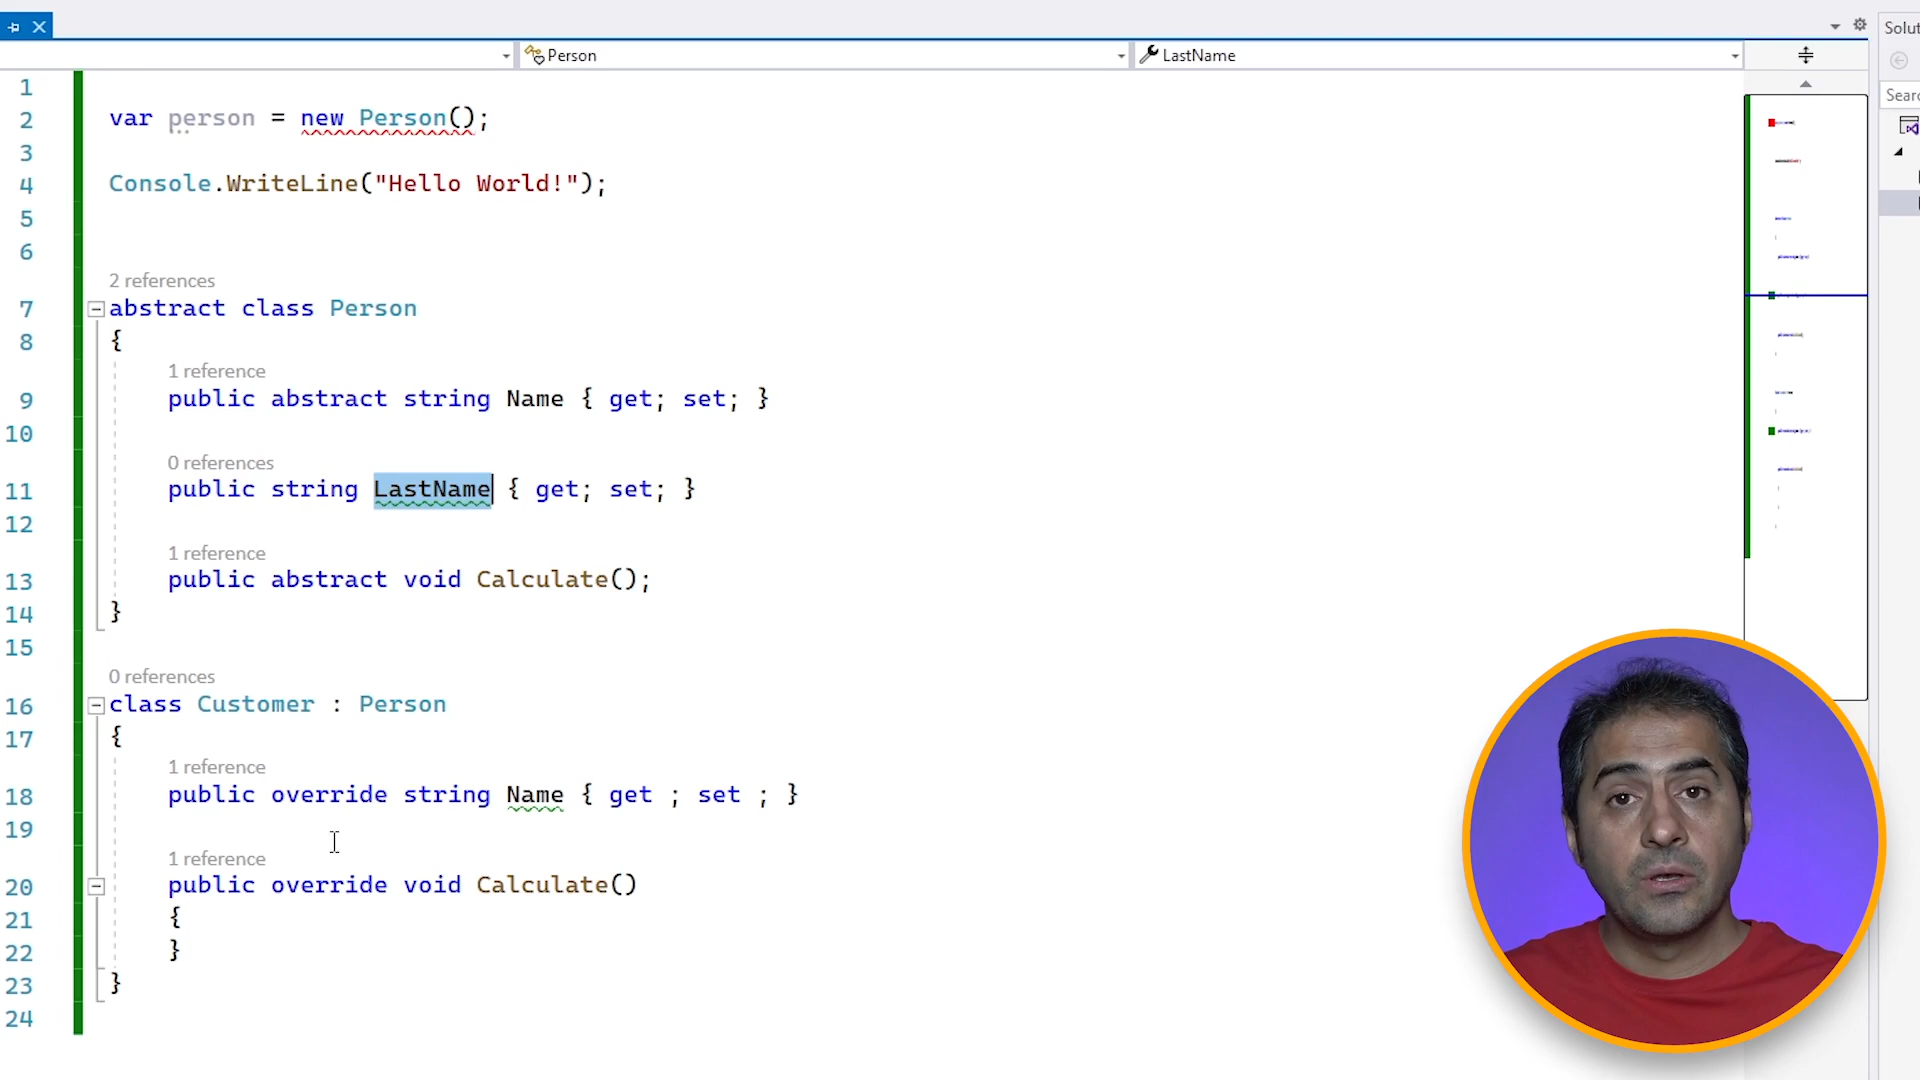 Solut
Person
LastName
Searc
1
2 var person = new Person();
3
4 Console.WriteLine("Hello World!");
5
6
2 references
7 abstract class Person
8 {
1 reference
9 public abstract string Name { get; set; }
10
0 references
11 public string LastName { get; set; }
12
1 reference
13 public abstract void Calculate();
14 }
15
0 references
16 class Customer : Person
17 {
1 reference
18 public override string Name { get ; set ; }
19
1 reference
20 public override void Calculate()
21 {
22 }
23 }
24